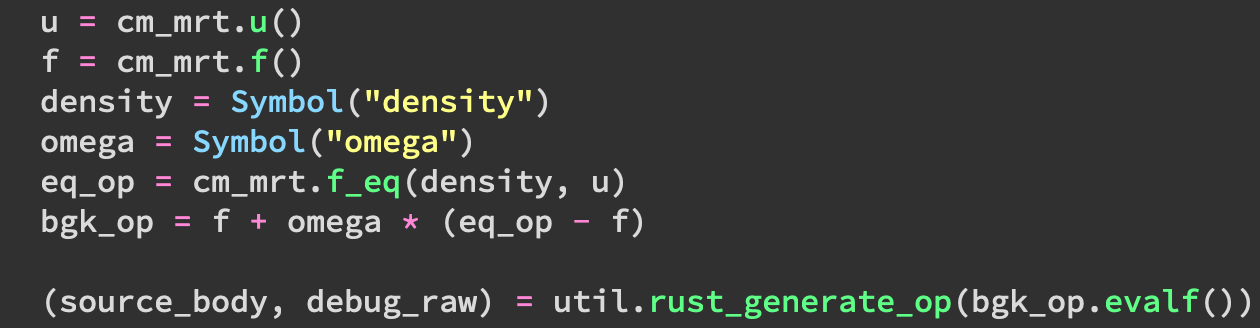 u = cm_mrt.u()
f = cm_mrt.f()
density = Symbol("density")
omega = Symbol("omega")
eq_op = cm_mrt.f_eq(density, u)
bgk_op = f + omega * (eq_op - f)
(source_body, debug_raw) = util.rust_generate_op(bgk_op.evalf())